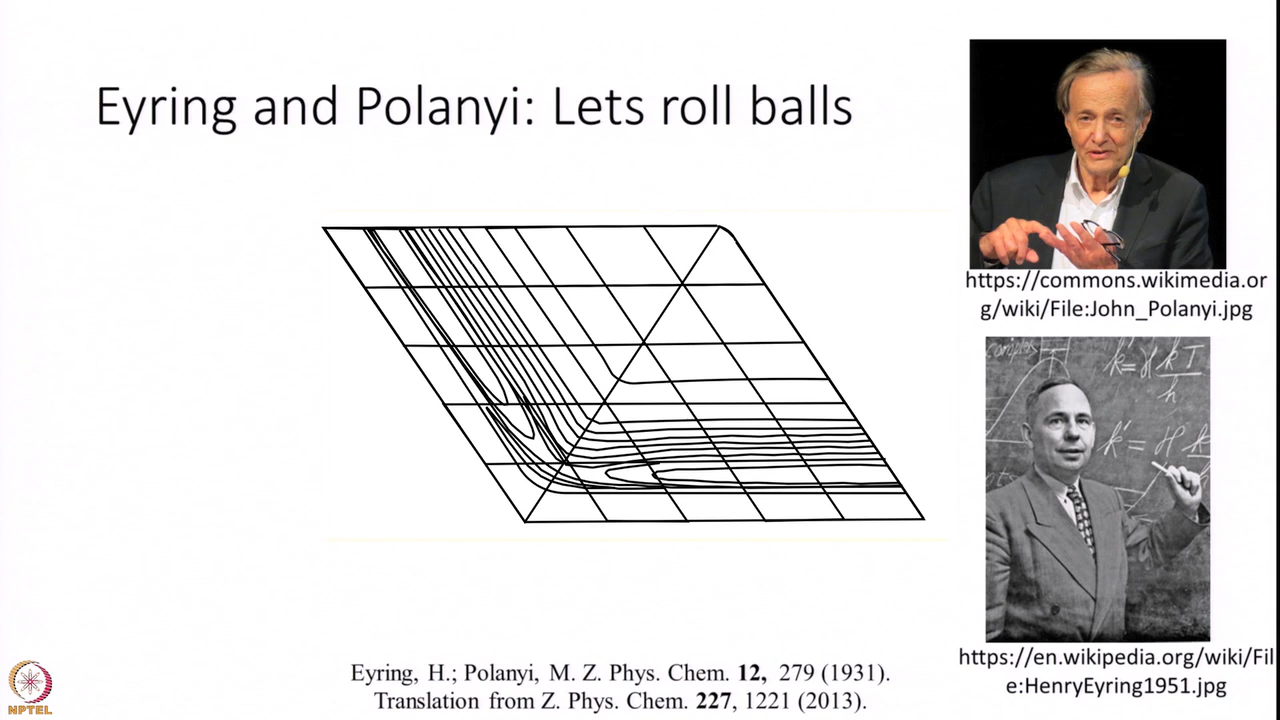 Eyring and Polanyi: Lets roll balls
https://commons.wikimedia.or
g/wiki/File:John_Polanyi.jpg
k = k T
h
k' =
https://en.wikipedia.org/wiki/Fil
e:HenryEyring1951.jpg
Eyring, H.; Polanyi, M. Z. Phys. Chem. 12, 279 (1931).
Translation from Z. Phys. Chem. 227, 1221 (2013).
NPTEL